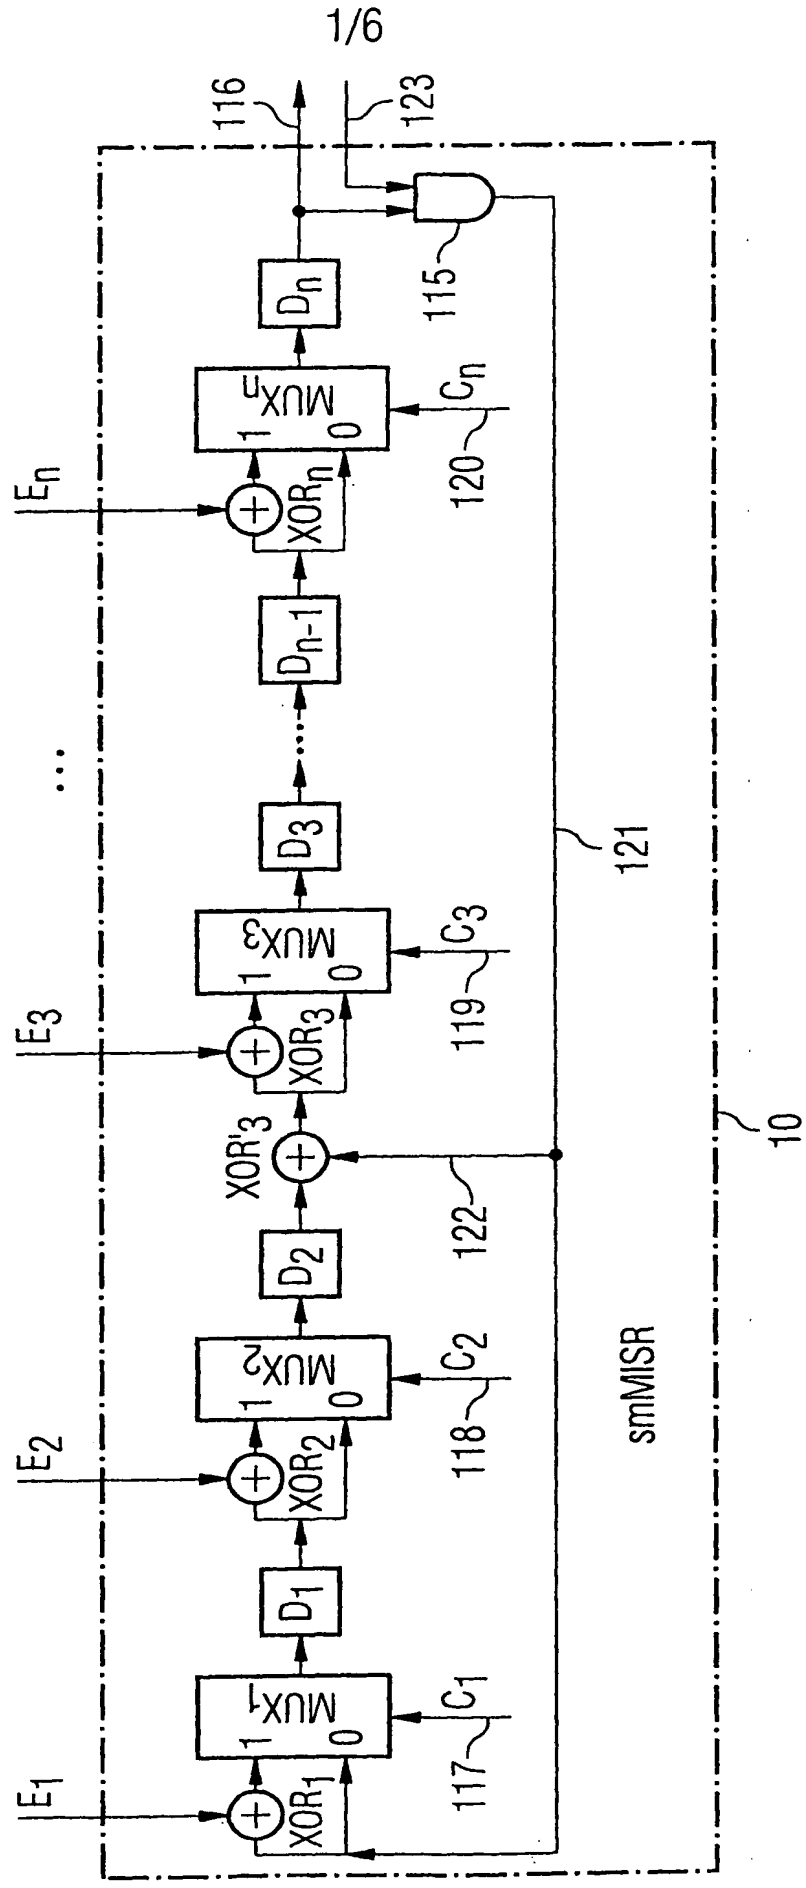 1/6
E1 E2 E3 ... En
116
123
XOR1 1 0 MUX1 D1 XOR2 1 0 MUX2 D2 XOR'3 XOR3 1 0 MUX3 D3 ... Dn-1 XORn 1 0 MUXn Dn
115
117 C1 118 C2 122 119 C3 120 Cn
121
smMISR
10